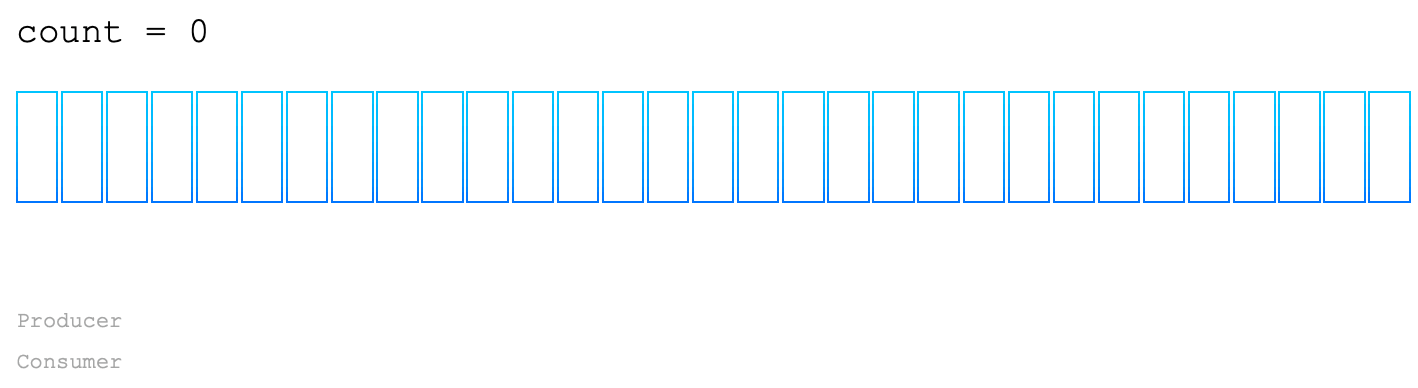 count = 0
Producer
Consumer